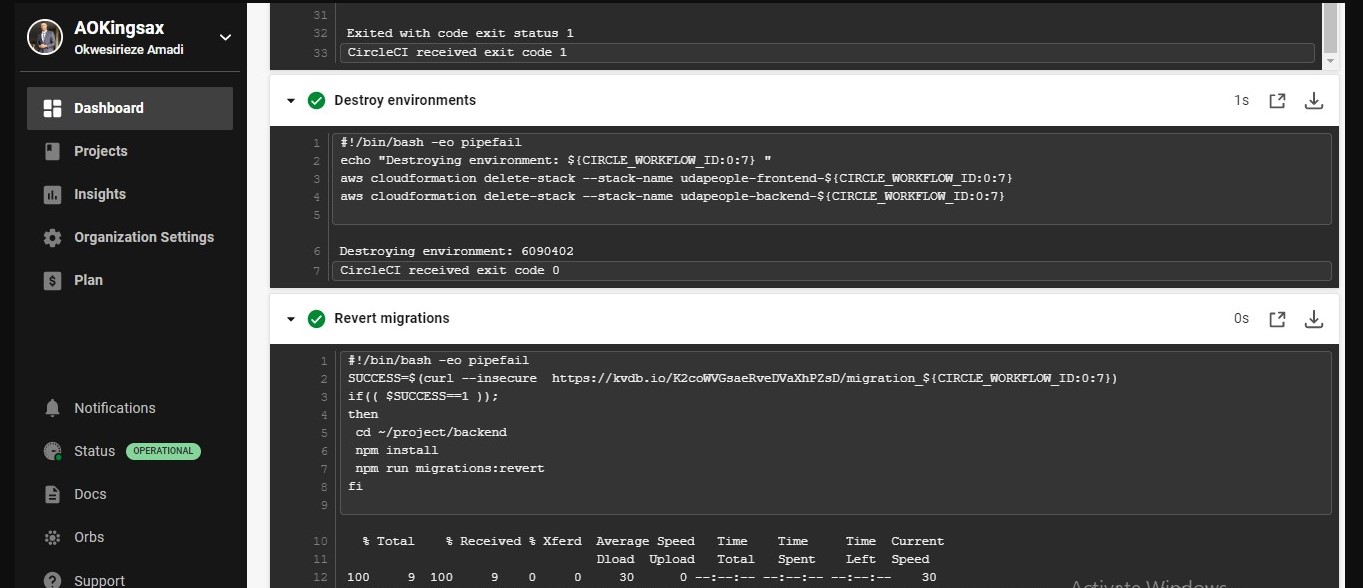 AOKingsax
Okwesirieze Amadi
Dashboard
Projects
Insights
Organization Settings
$ Plan
Notifications
Status OPERATIONAL
Docs
Orbs
? Support
31
32 Exited with code exit status 1
33 CircleCI received exit code 1
Destroy environments 1s
1 #!/bin/bash -eo pipefail
2 echo "Destroying environment: ${CIRCLE_WORKFLOW_ID:0:7} "
3 aws cloudformation delete-stack --stack-name udapeople-frontend-${CIRCLE_WORKFLOW_ID:0:7}
4 aws cloudformation delete-stack --stack-name udapeople-backend-${CIRCLE_WORKFLOW_ID:0:7}
5
6 Destroying environment: 6090402
7 CircleCI received exit code 0
Revert migrations 0s
1 #!/bin/bash -eo pipefail
2 SUCCESS=$(curl --insecure  https://kvdb.io/K2coWVGsaeRveDVaXhPZsD/migration_${CIRCLE_WORKFLOW_ID:0:7})
3 if(( $SUCCESS==1 ));
4 then
5 cd ~/project/backend
6 npm install
7 npm run migrations:revert
8 fi
9
10 % Total % Received % Xferd Average Speed Time Time Time Current
11 Dload Upload Total Spent Left Speed
12 100 9 100 9 0 0 30 0 --:--:-- --:--:-- --:--:-- 30
Activate Windows